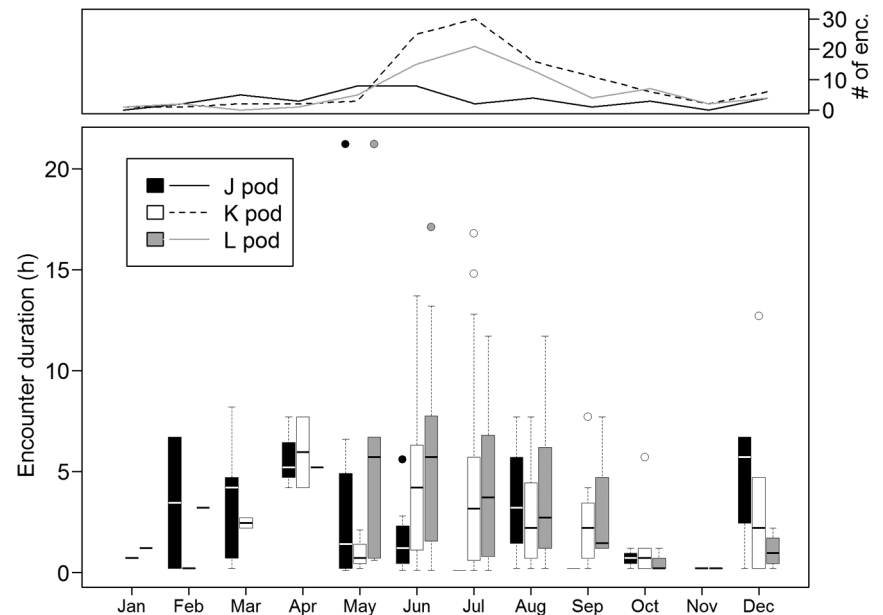 30
20
10
0
# of enc.
20
15
10
5
0
Encounter duration (h)
J pod
K pod
L pod
Jan Feb Mar Apr May Jun Jul Aug Sep Oct Nov Dec